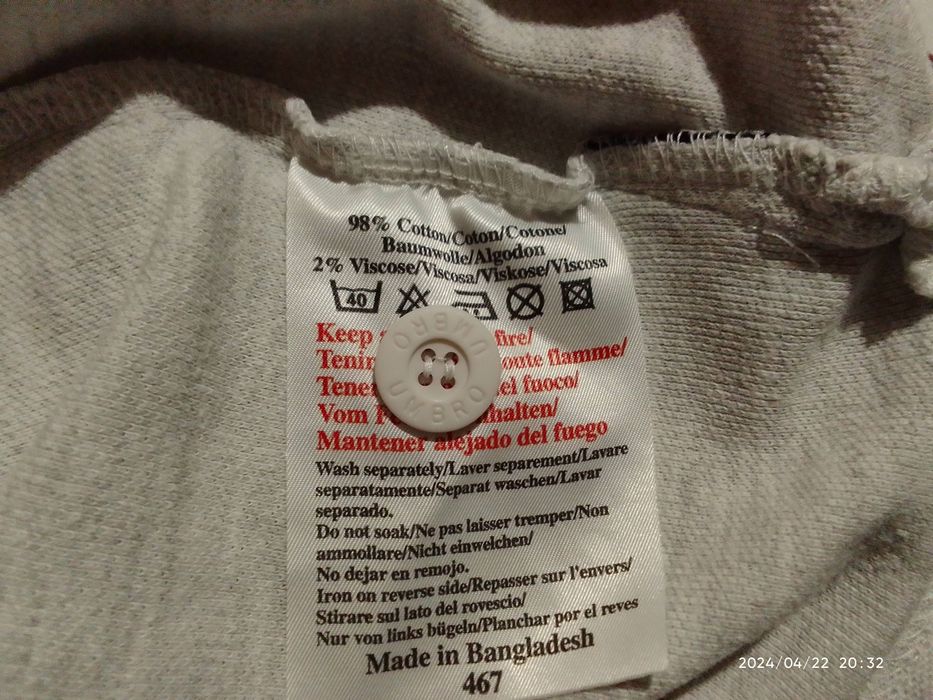 98% Cotton/Coton/Cotone/
Baumwolle/Algodon
2% Viscose/Viscosa/Viskose/Viscosa
40
Keep fire/
Tenir oute flamme/
Tene el fuoco/
Vom F halten/
Mantener alejado del fuego
UMBRO
UMBRO
Wash separately/Laver separement/Lavare
separatamente/Separat waschen/Lavar
separado.
Do not soak/Ne pas laisser tremper/Non
ammollare/Nicht einweichen/
No dejar en remojo.
Iron on reverse side/Repasser sur l'envers/
Stirare sul lato del rovescio/
Nur von links bügeln/Planchar por el reves
Made in Bangladesh
467
2024/04/22 20:32